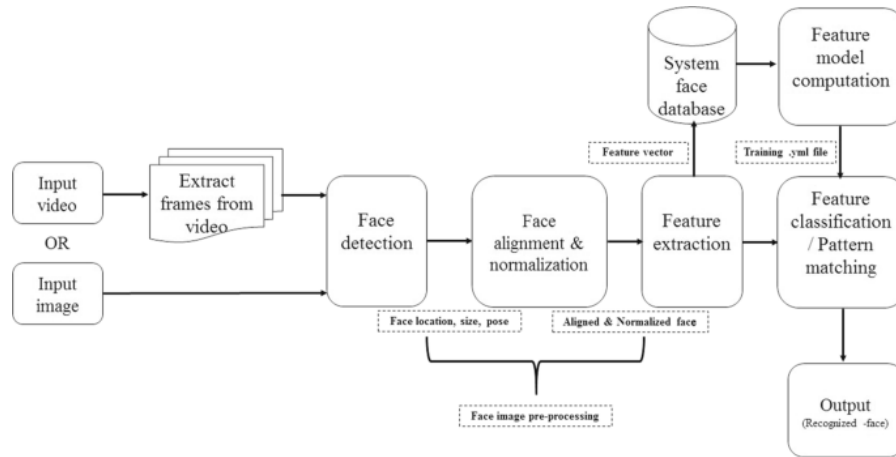 System
face
database
Feature
model
computation
Feature vector
Training .yml file
Input
video
Extract
frames from
video
OR
Input
image
Face
detection
Face
alignment &
normalization
Feature
extraction
Feature
classification
/ Pattern
matching
Face location, size, pose
Aligned & Normalized face
Face image pre-processing
Output
(Recognized -face)